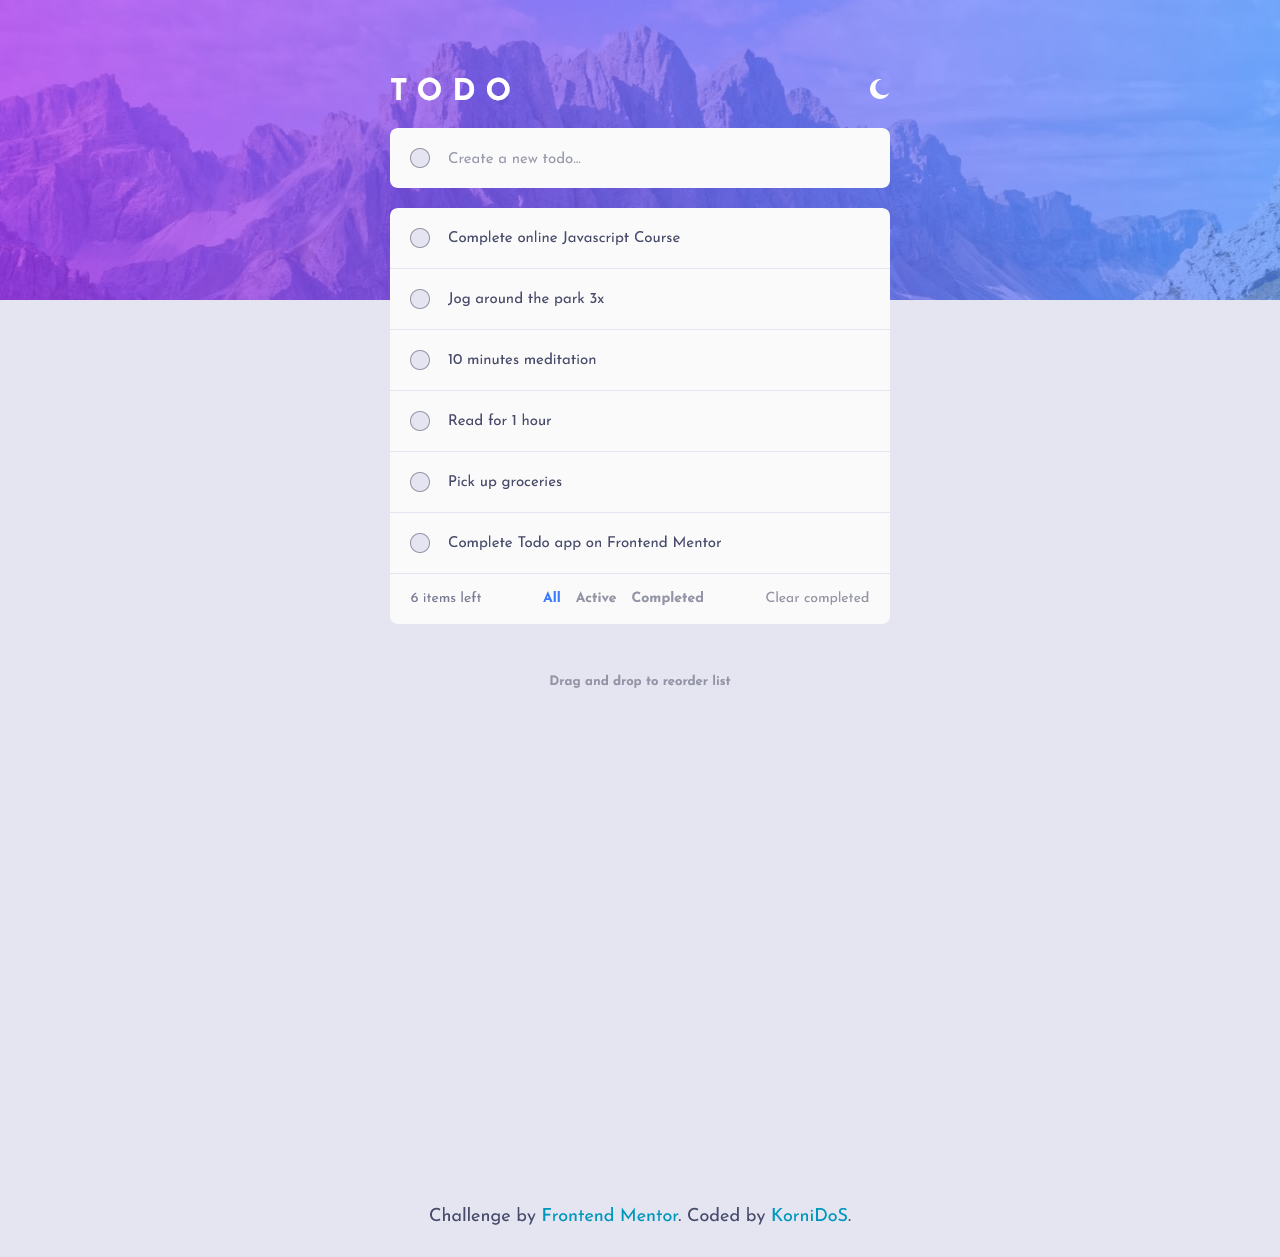 TODO
Create a new todo...
Complete online Javascript Course
Jog around the park 3x
10 minutes meditation
Read for 1 hour
Pick up groceries
Complete Todo app on Frontend Mentor
6 items left All Active Completed Clear completed
Drag and drop to reorder list
Challenge by Frontend Mentor. Coded by KorniDoS.